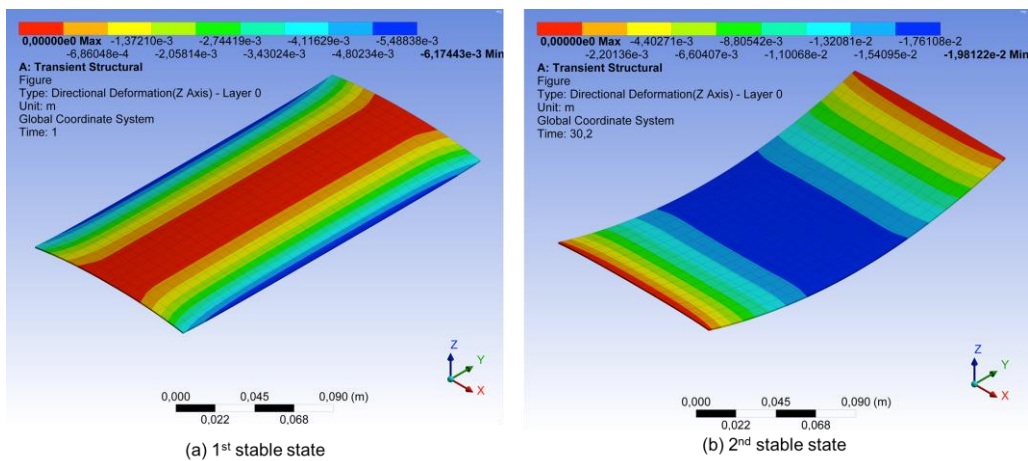 0,00000e0 Max -1,37210e-3 -2,74419e-3 -4,11629e-3 5,48838e-3
-6,86048e-4 -2,05814e-3 -3,43024e-3 -4,80234e-3 -6,17443e-3 Min
A: Transient Structural
Figure
Type: Directional Deformation(Z Axis) - Layer 0
Unit: m
Global Coordinate System
Time: 1
Z
Y
X
0,000 0,045 0,090 (m)
0,022 0,068
(a) 1st stable state
0,00000e0 Max -4,40271e-3 -8,80542e-3 -1,32081e-2 -1,76108e-2
-2,20136e-3 -6,60407e-3 -1,10068e-2 -1,54095e-2 -1,98122e-2 Min
A: Transient Structural
Figure
Type: Directional Deformation(Z Axis) - Layer 0
Unit: m
Global Coordinate System
Time: 30,2
Z
Y
X
0,000 0,045 0,090 (m)
0,022 0,068
(b) 2nd stable state